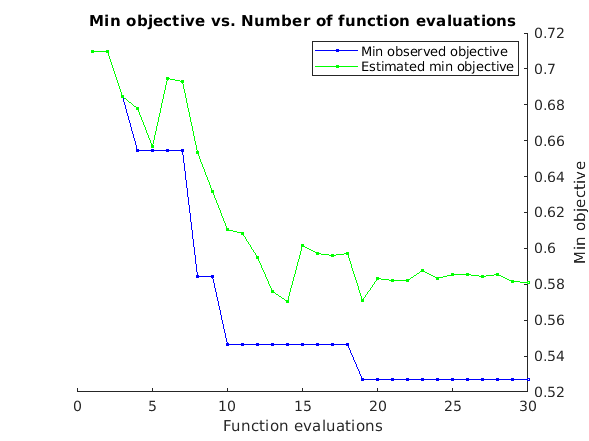 Min objective vs. Number of function evaluations
Min observed objective
Estimated min objective
0.72
0.7
0.68
0.66
0.64
0.62
0.6
0.58
0.56
0.54
0.52
Min objective
0 5 10 15 20 25 30
Function evaluations